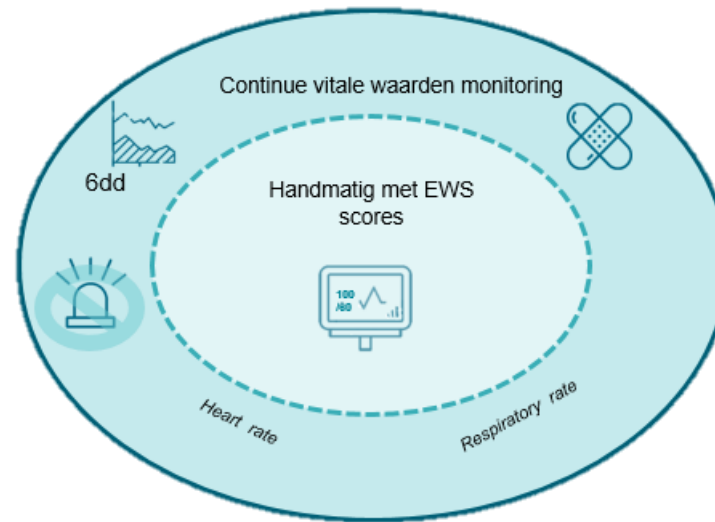 Continue vitale waarden monitoring
6dd
Handmatig met EWS
scores
100
/60
Heart rate
Respiratory rate